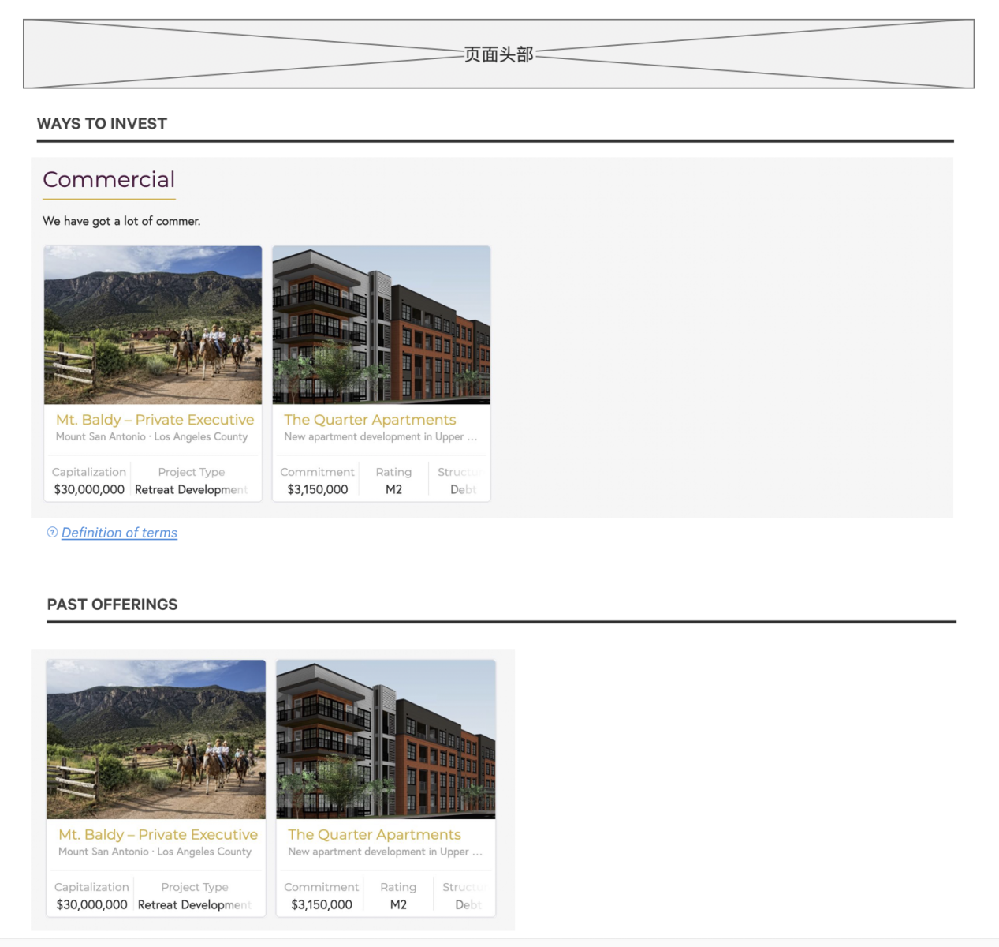 页面头部
WAYS TO INVEST
Commercial
We have got a lot of commer.
Mt. Baldy – Private Executive
Mount San Antonio · Los Angeles County
Capitalization Project Type
$30,000,000 Retreat Development
The Quarter Apartments
New apartment development in Upper ...
Commitment Rating Structu
$3,150,000 M2 Debt
? Definition of terms
PAST OFFERINGS
Mt. Baldy – Private Executive
Mount San Antonio · Los Angeles County
Capitalization Project Type
$30,000,000 Retreat Development
The Quarter Apartments
New apartment development in Upper ...
Commitment Rating Structu
$3,150,000 M2 Debt